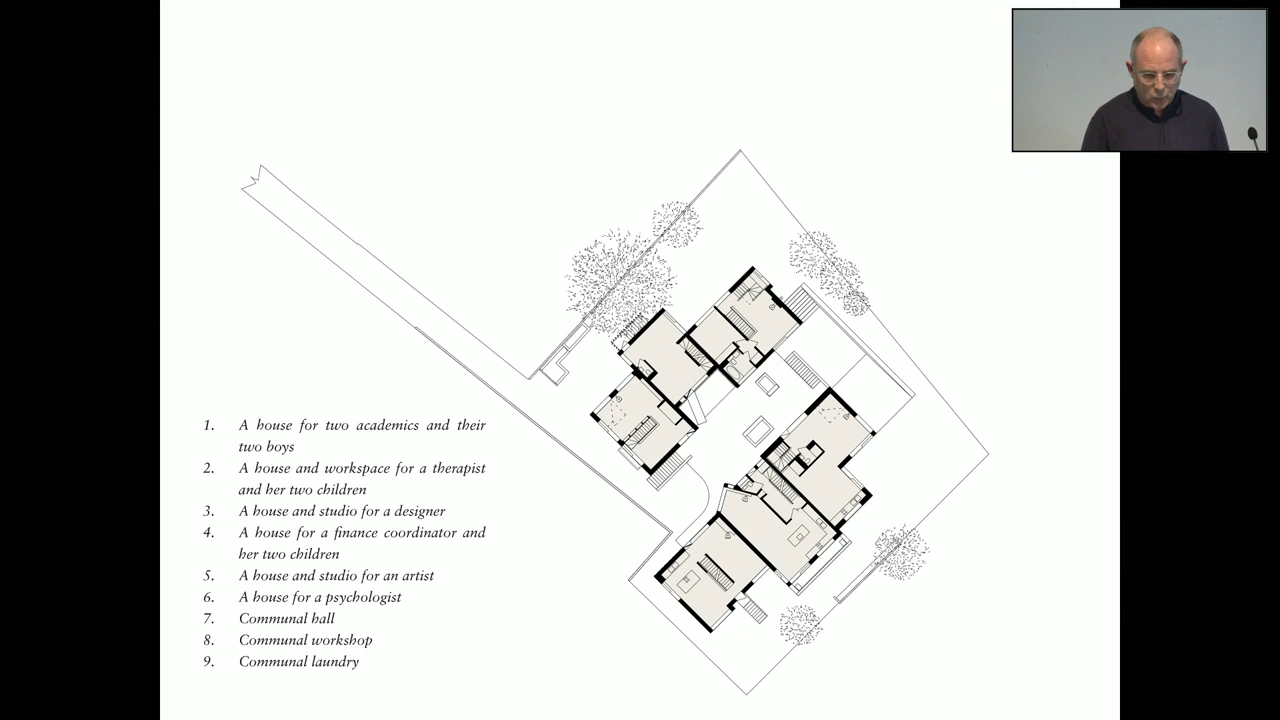 1. A house for two academics and their
two boys
2. A house and workspace for a therapist
and her two children
3. A house and studio for a designer
4. A house for a finance coordinator and
her two children
5. A house and studio for an artist
6. A house for a psychologist
7. Communal hall
8. Communal workshop
9. Communal laundry